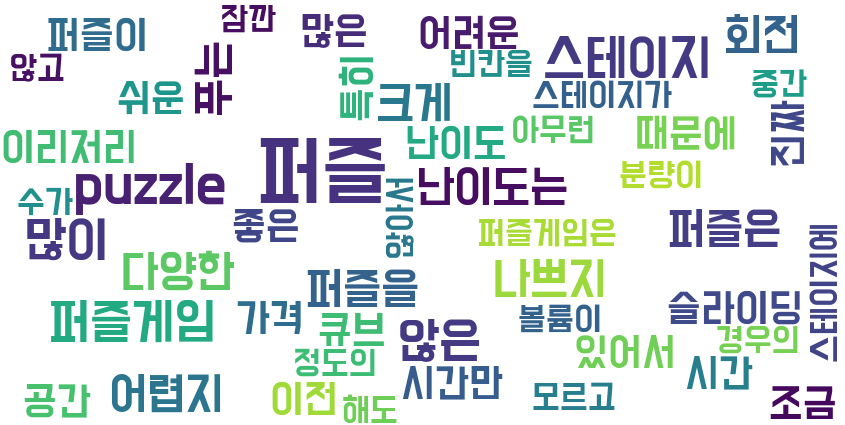 잠깐
퍼즐이
많은
어려운
회전
않고
푸는
빈칸을
스테이지
쉬운
특히
크게
스테이지가
중간
이리저리
난이도
아무런
때문에
진짜
puzzle
퍼즐
난이도는
분량이
수가
많이
좋은
않아서
퍼즐게임은
퍼즐은
다양한
퍼즐을
나쁘지
슬라이딩
스테이지에
퍼즐게임
가격
큐브
않은
볼륨이
있어서
경우의
정도의
시간만
시간
공간
어렵지
이전
해도
모르고
조금